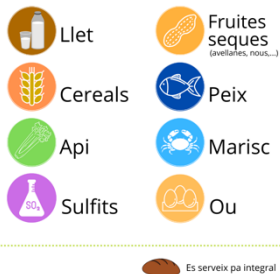 Llet
Fruites
seques
(avellanes, nous,...)
Cereals
Peix
Api
Marisc
SO₂
Sulfits
Ou
Es serveix pa integral